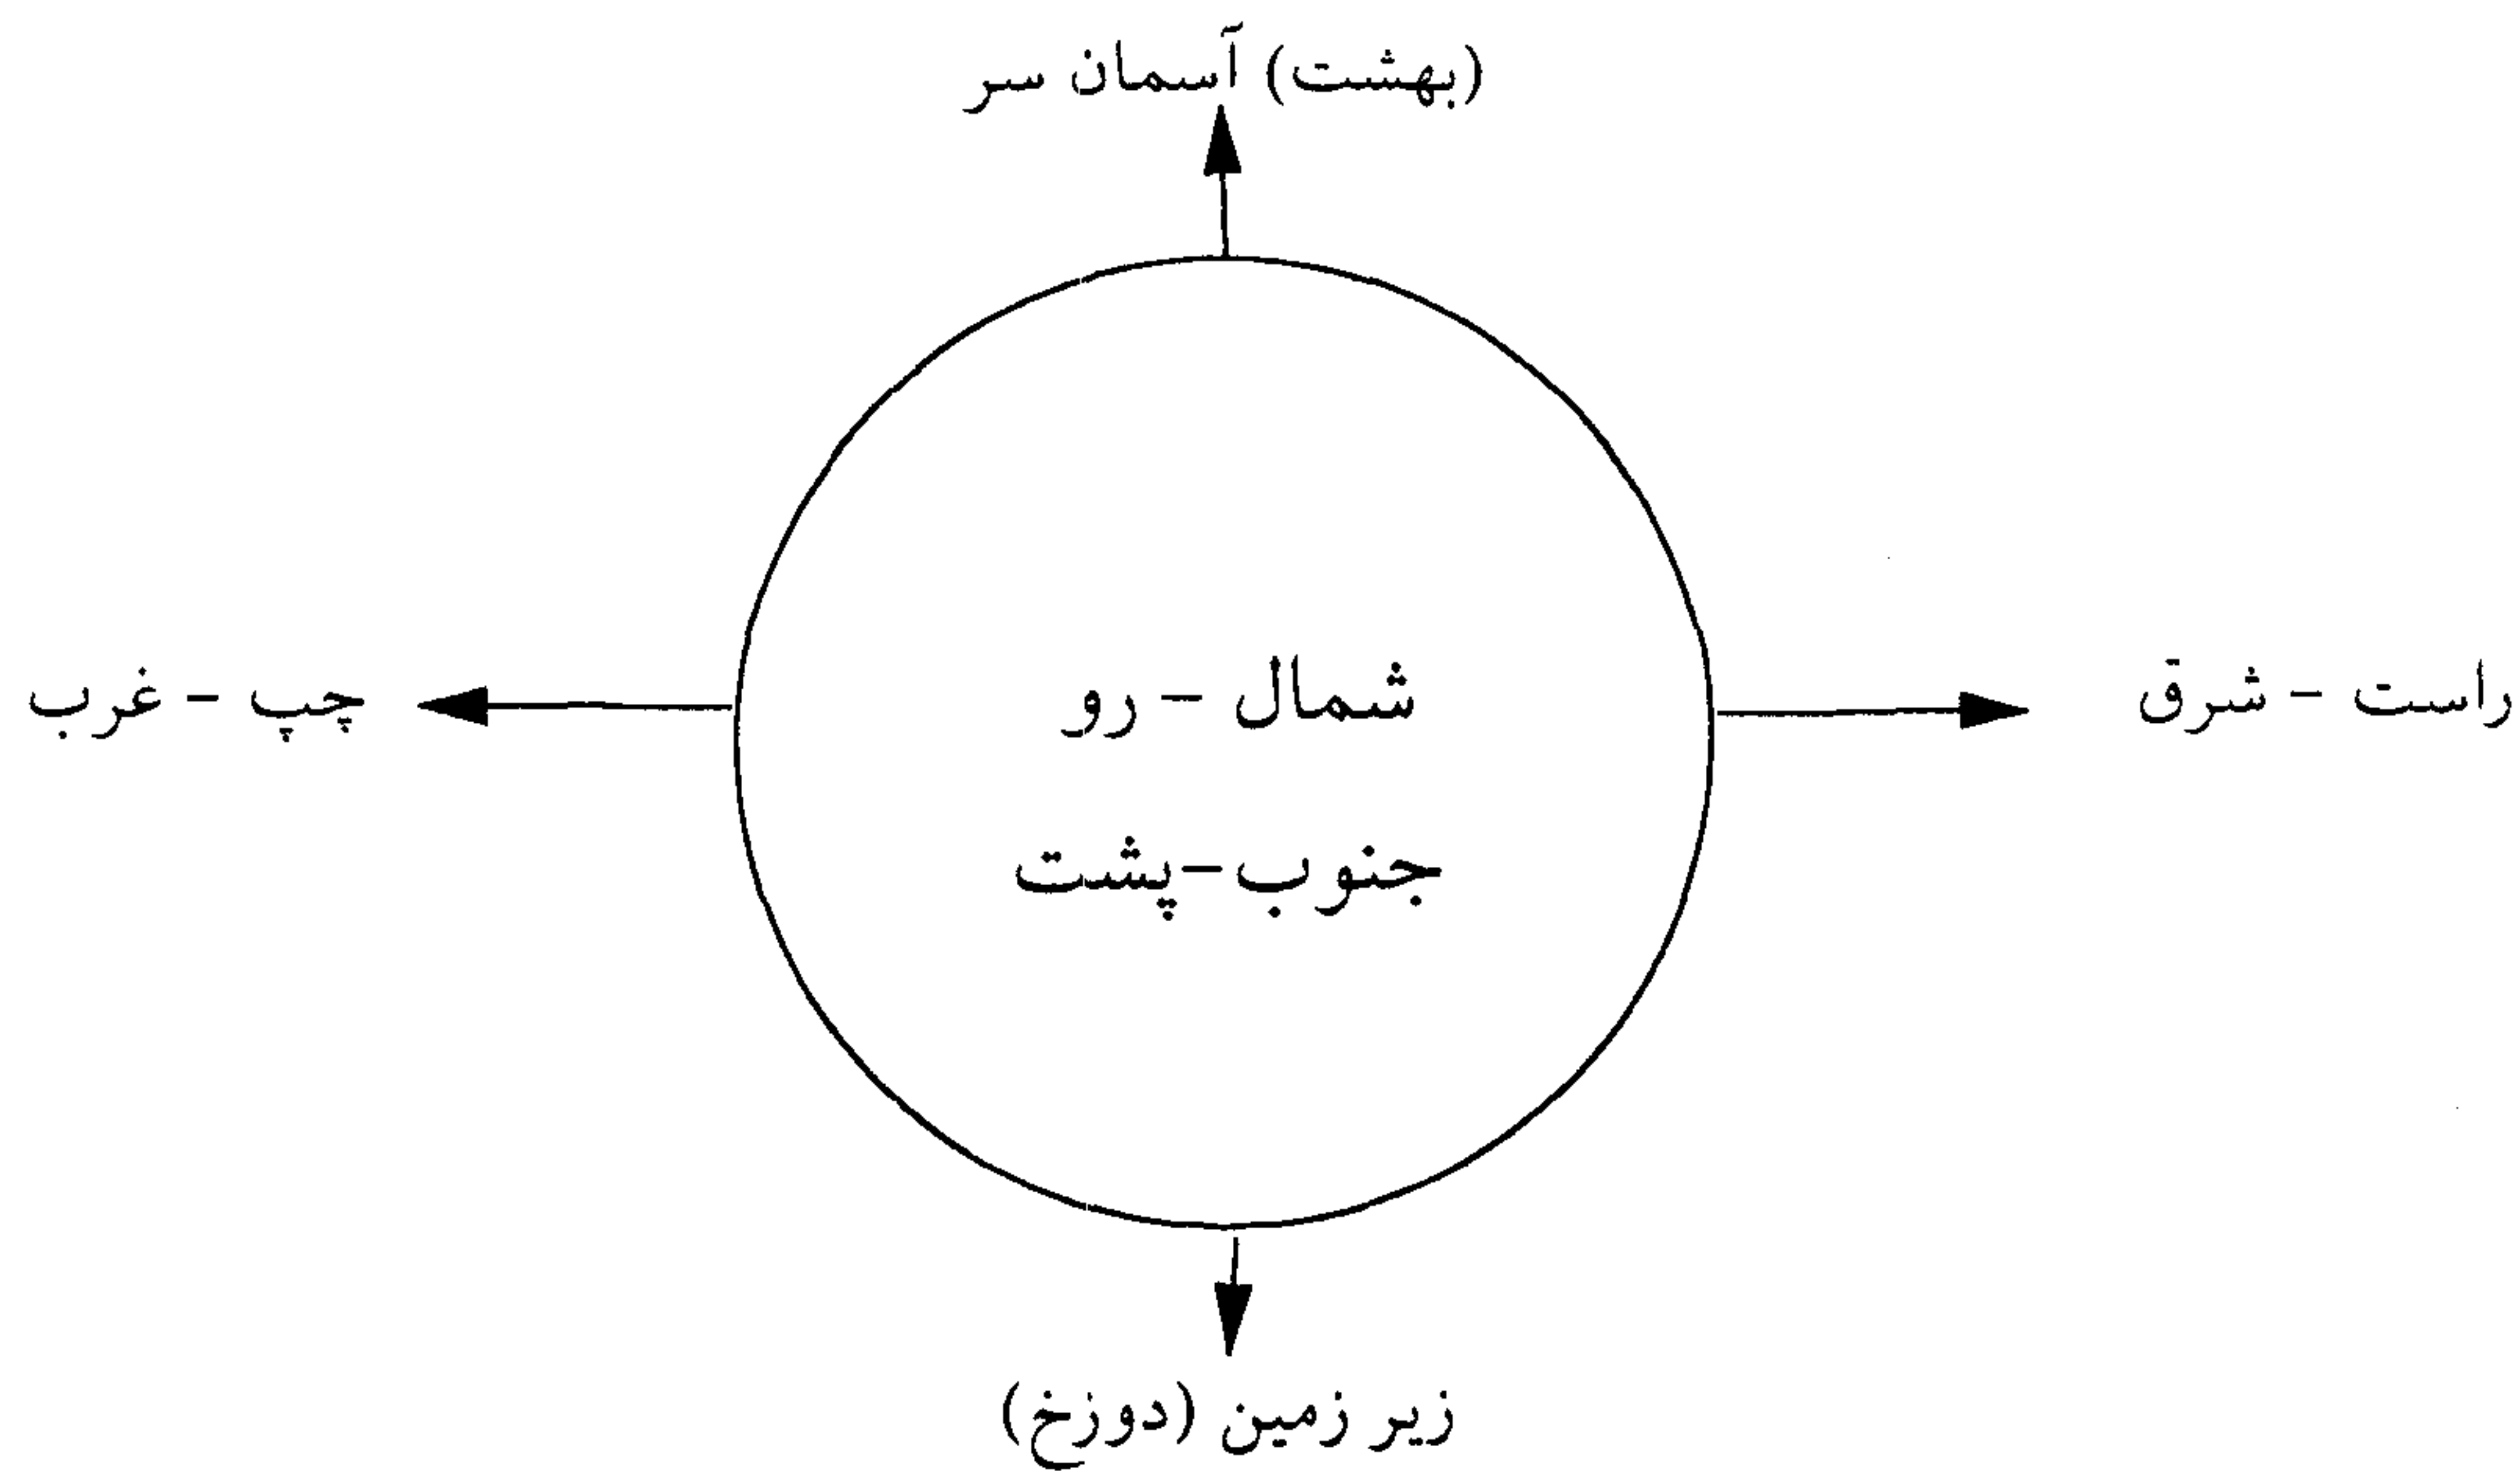 (بهشت) آسمان سر
راست - شرق
شمال - رو
چپ - غرب
جنوب-پشت
زیر زمین (دوزخ)